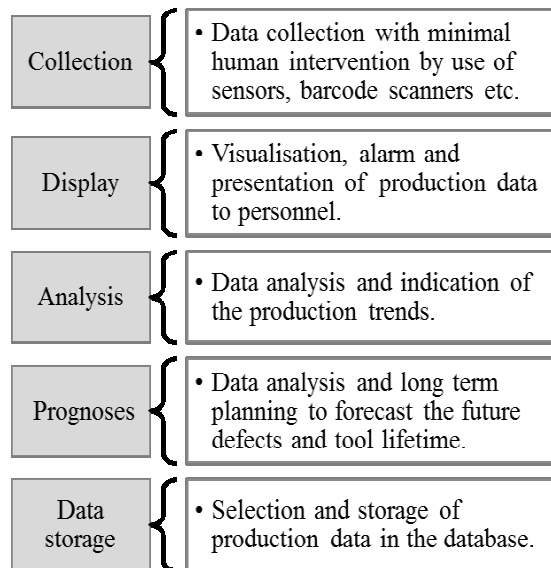 Collection
• Data collection with minimal
human intervention by use of
sensors, barcode scanners etc.
Display
• Visualisation, alarm and
presentation of production data
to personnel.
Analysis
• Data analysis and indication of
the production trends.
Prognoses
• Data analysis and long term
planning to forecast the future
defects and tool lifetime.
Data
storage
• Selection and storage of
production data in the database.